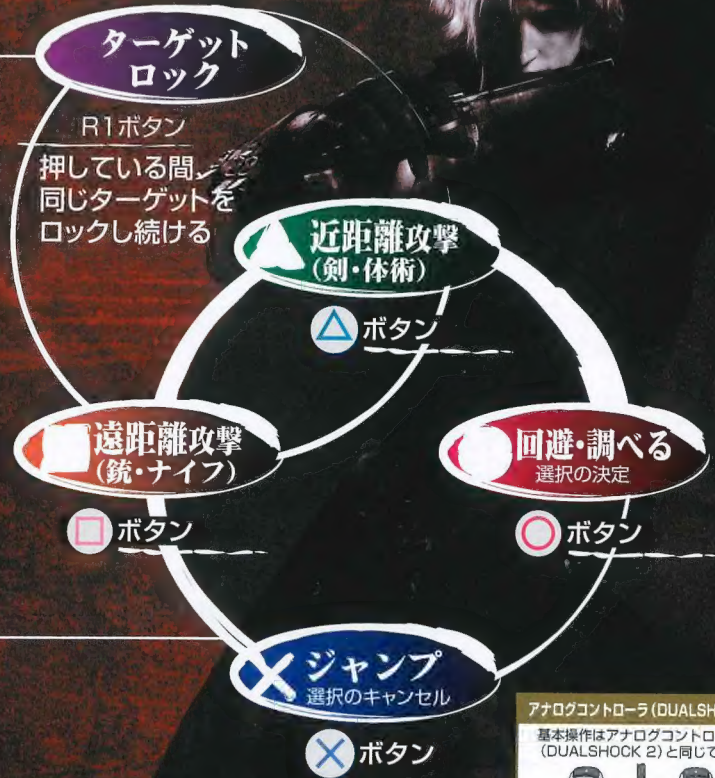 ターゲット
ロック
R1ボタン
押している間、
同じターゲットを
ロックし続ける
近距離攻撃
(剣・体術)
△ボタン
遠距離攻撃
(銃・ナイフ)
□ボタン
回避・調べる
選択の決定
○ボタン
ジャンプ
選択のキャンセル
×ボタン
アナログコントローラ(DUALSH
基本操作はアナログコントロ
(DUALSHOCK 2)と同じで